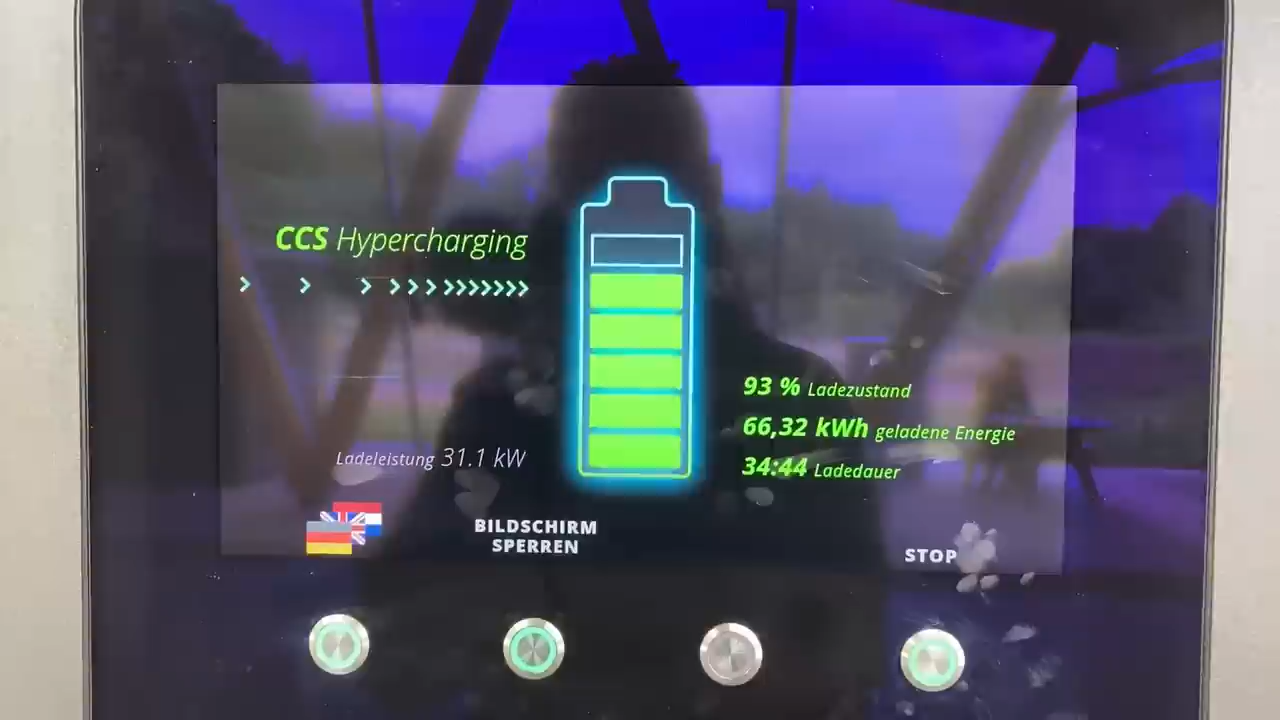 CCS Hypercharging
93 % Ladezustand
66,32 kWh geladene Energie
34:44 Ladedauer
Ladeleistung 31.1 kW
BILDSCHIRM
SPERREN
STOP